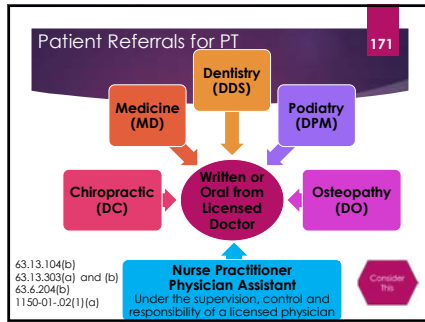 Patient Referrals for PT
171
Dentistry
(DDS)
Medicine
(MD)
Podiatry
(DPM)
Chiropractic
(DC)
Written or
Oral from
Licensed
Doctor
Osteopathy
(DO)
Nurse Practitioner
Physician Assistant
Under the supervision, control and
responsibility of a licensed physician
63.13.104(b)
63.13.303(a) and (b)
63.6.204(b)
1150-01-.02(1)(a)
Consider
This